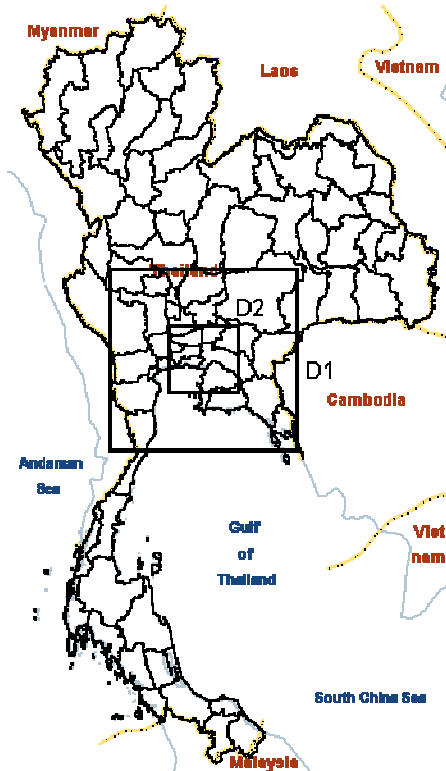 Myanmar
Laos
Vietnam
Thailand
D2
D1
Cambodia
Andaman
Sea
Gulf
of
Thailand
Viet
nam
South China Sea
Malaysia